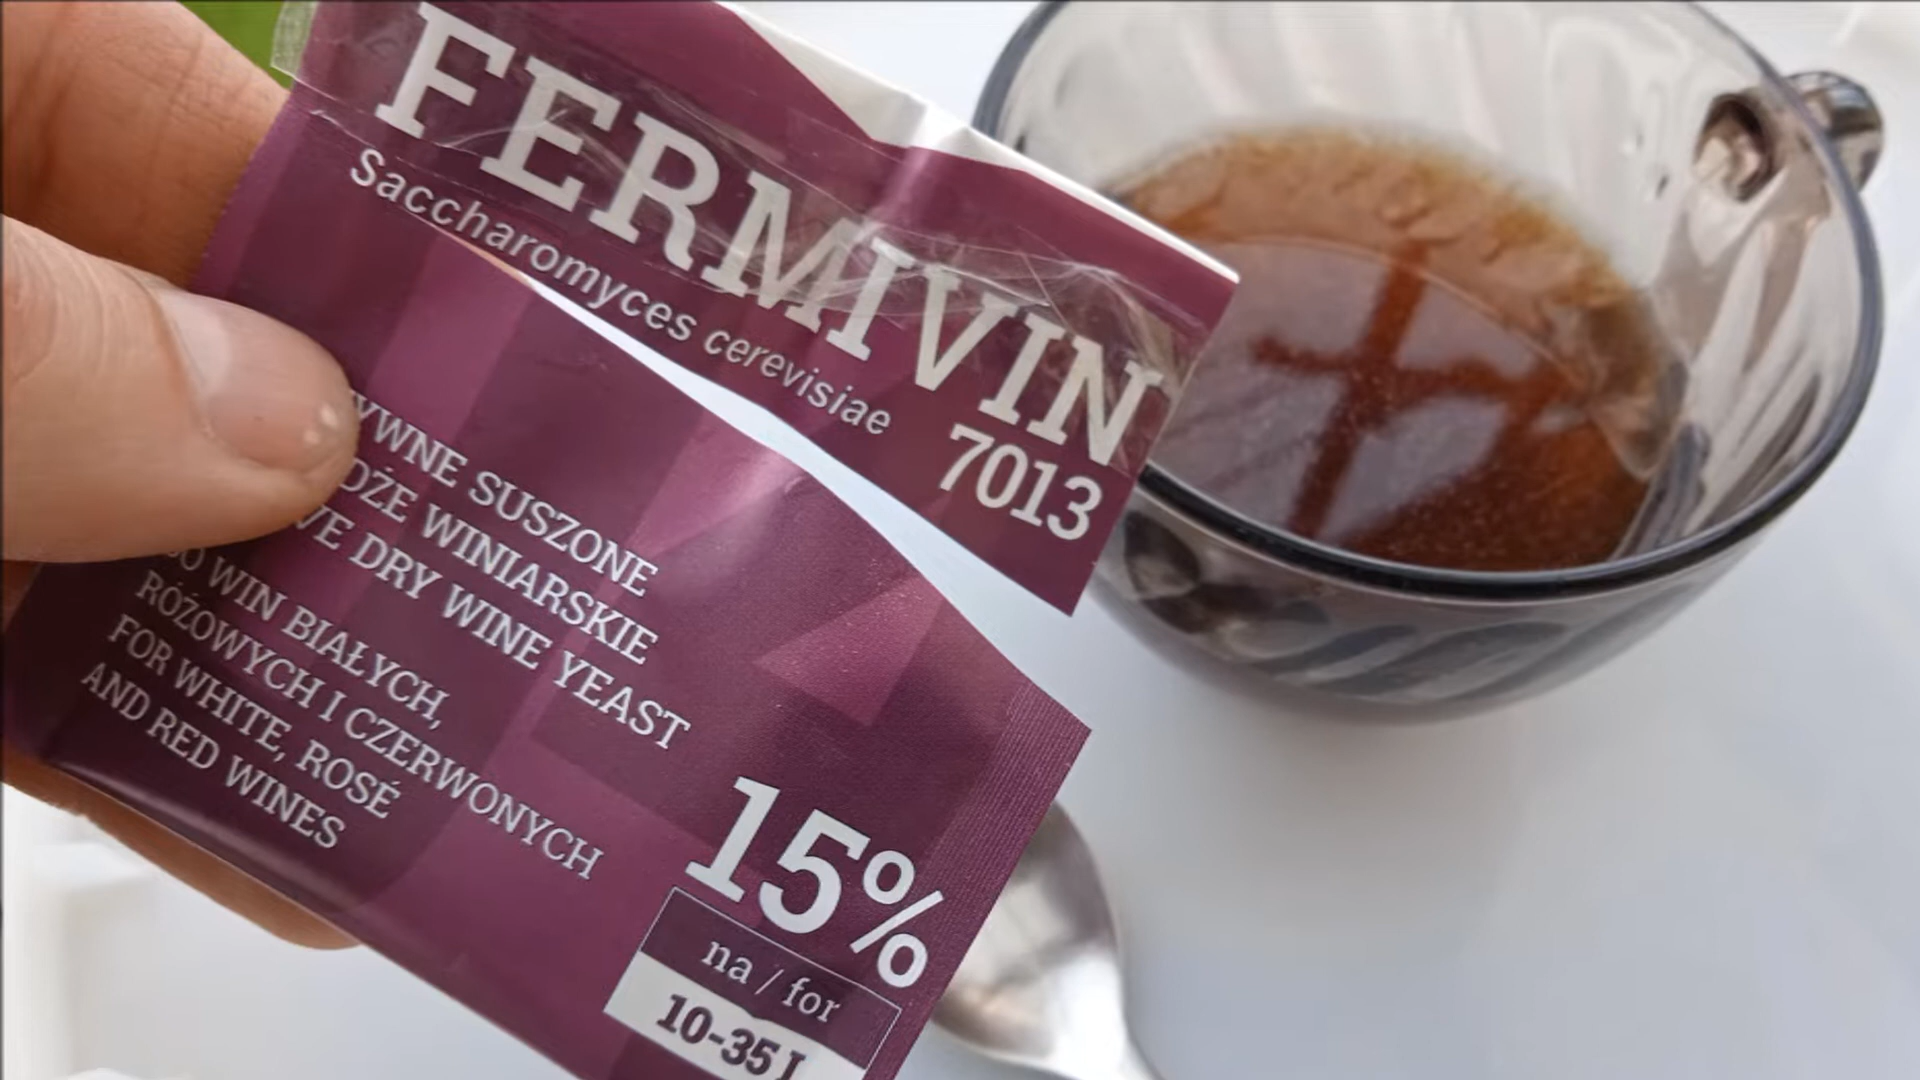 FERMIVIN
Saccharomyces cerevisiae
7013
SUSZONE
WINIARSKIE
DRY WINE YEAST
WIN BIAŁYCH,
RÓŻOWYCH I CZERWONYCH
FOR WHITE, ROSÉ
AND RED WINES
15%
na / for
10-35 L